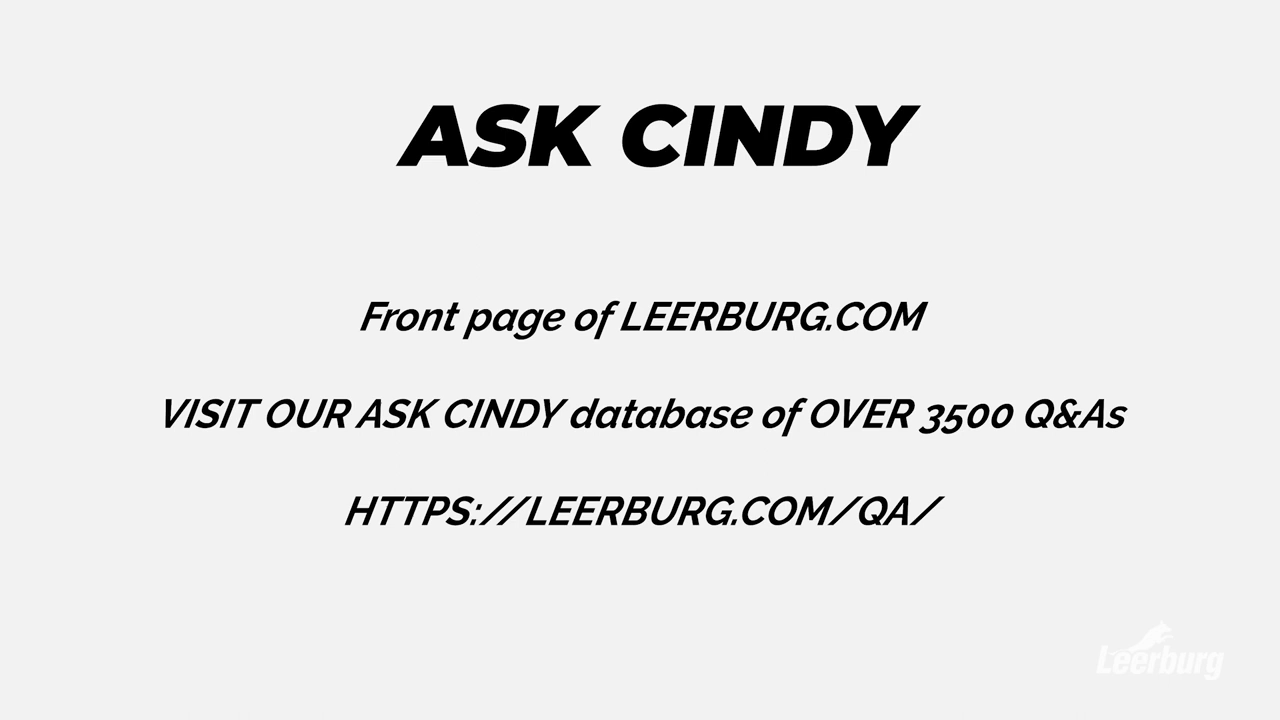 ASK CINDY
Front page of LEERBURG.COM
VISIT OUR ASK CINDY database of OVER 3500 Q&As
HTTPS://LEERBURG.COM/QA/
Leerburg